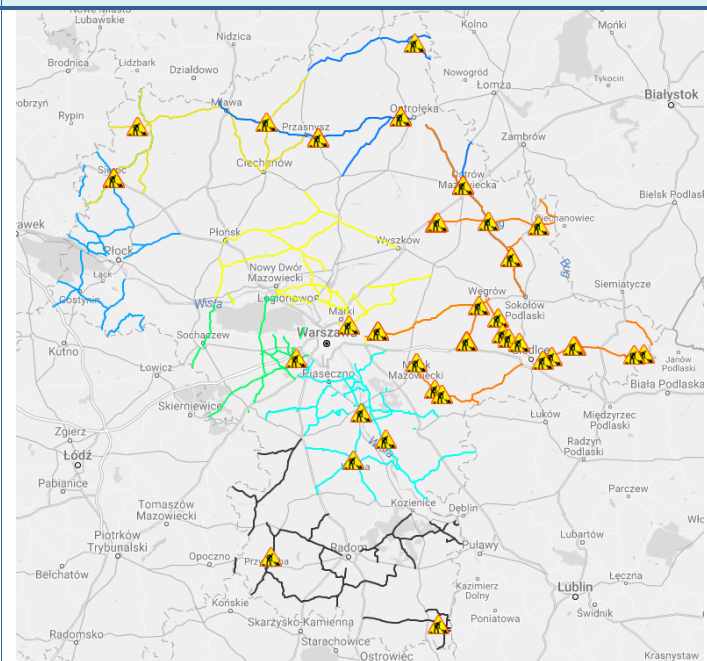 Nowe Miasto
Lubawskie
Nidzica
Kolno
Mońki
Brodnica
Lidzbark
Działdowo
Nowogród
Łomża
Tykocin
Białystok
Rypin
Mława
Ostrołęka
Przasnysz
Zambrów
Ciechanów
Sierpc
Ostrów
Mazowiecka
Bielsk Podlask
Ciechanowiec
Płońsk
Wyszków
Płock
Łąck
Nowy Dwór
Mazowiecki
Bug
Siemiatycze
Gostynin
Wisła
Legionowo
Węgrów
Sokołów
Podlaski
Marki
Sochaczew
Warszawa
Kutno
Łowicz
Piaseczno
Mazowiecki
Janów
Podlaski
Biała Podlaska
Skierniewice
Łuków
Międzyrzec
Podlaski
Zgierz
Wisła
Radzyń
Podlaski
Łódź
Pabianice
Parczew
Tomaszów
Mazowiecki
Kozienice
Dęblin
Piotrków
Trybunalski
Lubartów
Opoczno
Radom
Puławy
Bełchatów
Łęczna
Lublin
Kazimierz
Dolny
Świdnik
Końskie
Poniatowa
Radomsko
Skarżysko-Kamienna
Starachowice
Ostrowiec
Krasnystaw